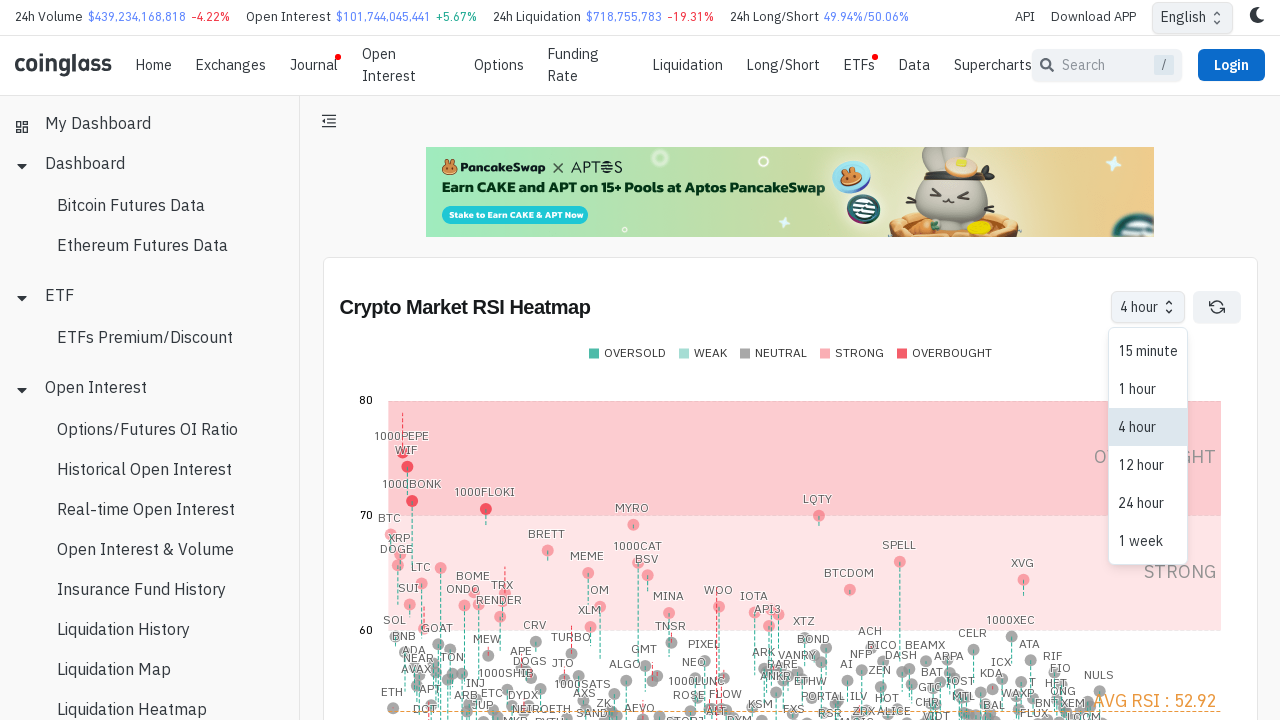 24h Volume $439,234,168,818 -4.22% Open Interest $101,744,045,441 +5.67% 24h Liquidation $718,755,783 -19.31% 24h Long/Short 49.94%/50.06% API Download APP English
coinglass Home Exchanges Journal Open Interest Options Funding Rate Liquidation Long/Short ETFs Data Supercharts Search / Login
My Dashboard
Dashboard
Bitcoin Futures Data
Ethereum Futures Data
ETF
ETFs Premium/Discount
Open Interest
Options/Futures OI Ratio
Historical Open Interest
Real-time Open Interest
Open Interest & Volume
Insurance Fund History
Liquidation History
Liquidation Map
Liquidation Heatmap
PancakeSwap × APTOS
Earn CAKE and APT on 15+ Pools at Aptos PancakeSwap
Stake to Earn CAKE & APT Now
Crypto Market RSI Heatmap
4 hour
15 minute
1 hour
4 hour
12 hour
24 hour
1 week
OVERSOLD WEAK NEUTRAL STRONG OVERBOUGHT
80
1000PEPE
WIF
1000BONK
1000FLOKI
LQTY
MYRO
70
BTC
BRETT
XRP
DOGE
1000CAT
SPELL
MEME
BSV
LTC
XVG
STRONG
BOME
BTCDOM
TRX
SUI
ONDO
OM
WOO
MINA
IOTA
RENDER
XLM
API3
60
SOL
XTZ
1000XEC
CRV
TNSR
GOAT
ACH
CELR
BNB
MEW
TURBO
BOND
PIXEL
BICO
BEAMX
ATA
ADA
APE
GMT
ARK
NFP
DASH
ARPA
RIF
NEAR
TON
DOGS
JTO
ALGO
NEO
VANRY
RARE
AI
ICX
AVAX
1000SHIB
ANKR
ZEN
BAT
KDA
FIO
INJ
1000SATS
1000LUNC
ETHW
IOST
HFT
NULS
ETH
APT
ARB
ETC
DYDX
AXS
ROSE
FLOW
PORTAL
ILV
HOT
GTC
CHR
MTL
WAXP
ONG
AVG RSI : 52.92
JUP
ZK
AEVO
KSM
BAL
XEM
NEIROETH
SAND
RSR
ALICE
FLUX